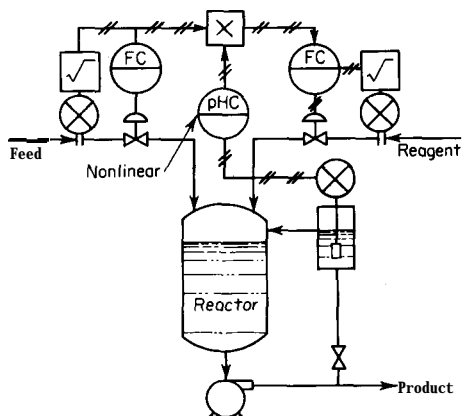 FC
×
FC
√
√
pHC
Feed
Nonlinear
Reagent
Reactor
Product